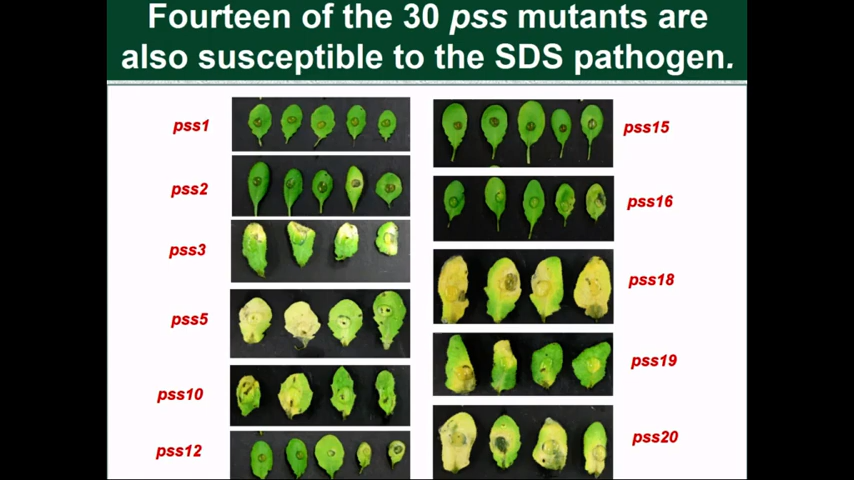 Fourteen of the 30 pss mutants are
also susceptible to the SDS pathogen.
pss1
pss2
pss3
pss5
pss10
pss12
pss15
pss16
pss18
pss19
pss20